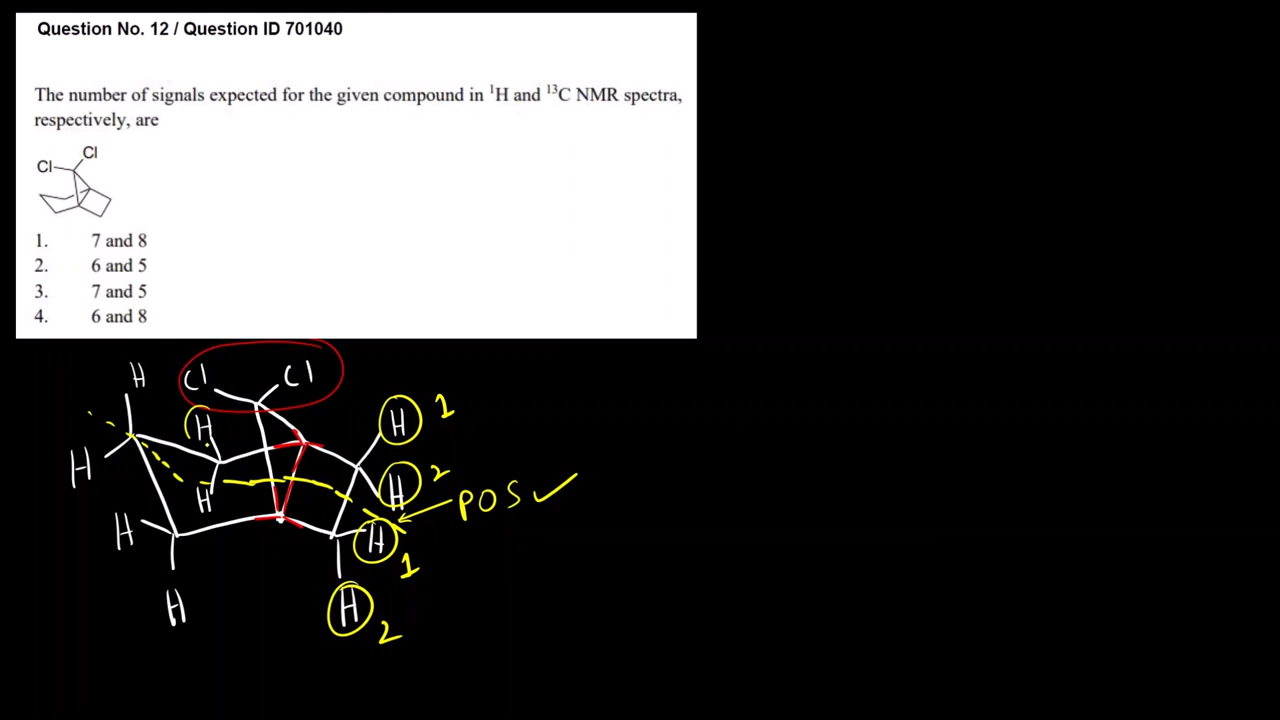 Question No. 12 / Question ID 701040
The number of signals expected for the given compound in ¹H and ¹³C NMR spectra,
respectively, are
Cl
Cl
1. 7 and 8
2. 6 and 5
3. 7 and 5
4. 6 and 8
H Cl Cl
H H 1
H
H H 2
H H 1
POS ✓
H H 2